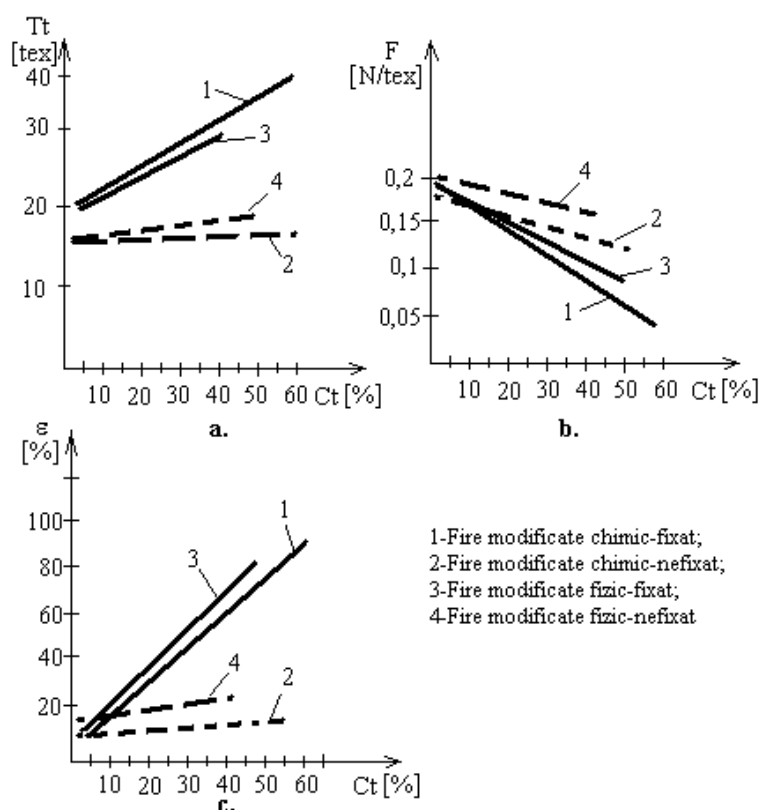 Tt
[tex]
40
30
20
10
1
3
4
2
10 20 30 40 50 60 Ct [%]
a.
F
[N/tex]
0,2
0,15
0,1
0,05
4
2
3
1
10 20 30 40 50 60 Ct [%]
b.
ε
[%]
100
80
60
40
20
1
3
4
2
10 20 30 40 50 60 Ct [%]
c.
1-Fire modificate chimic-fixat;
2-Fire modificate chimic-nefixat;
3-Fire modificate fizic-fixat;
4-Fire modificate fizic-nefixat